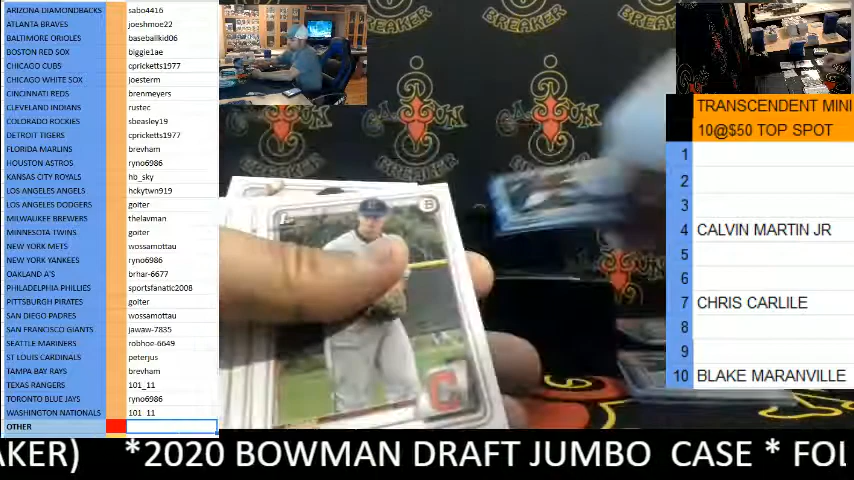 ARIZONA DIAMONDBACKS sabo4416
ATLANTA BRAVES joeshmoe22
BALTIMORE ORIOLES baseballkid06
BOSTON RED SOX biggie1ae
CHICAGO CUBS cpricketts1977
CHICAGO WHITE SOX joesterm
CINCINNATI REDS brenmeyers
CLEVELAND INDIANS rustec
COLORADO ROCKIES sbeasley19
DETROIT TIGERS cpricketts1977
FLORIDA MARLINS brevham
HOUSTON ASTROS ryno6986
KANSAS CITY ROYALS hb_sky
LOS ANGELES ANGELS hckytwn919
LOS ANGELES DODGERS goiter
MILWAUKEE BREWERS thelavman
MINNESOTA TWINS goiter
NEW YORK METS wossamottau
NEW YORK YANKEES ryno6986
OAKLAND A'S brhar-6677
PHILADELPHIA PHILLIES sportsfanatic2008
PITTSBURGH PIRATES goiter
SAN DIEGO PADRES wossamottau
SAN FRANCISCO GIANTS jawaw-7835
SEATTLE MARINERS robhoe-6649
ST LOUIS CARDINALS peterjus
TAMPA BAY RAYS brevham
TEXAS RANGERS 101_11
TORONTO BLUE JAYS ryno6986
WASHINGTON NATIONALS 101_11
OTHER
BREAKER
BREAKER
B
C
TRANSCENDENT MINI
10@$50 TOP SPOT
1
2
3
4 CALVIN MARTIN JR
5
6
7 CHRIS CARLILE
8
9
10 BLAKE MARANVILLE
AKER) *2020 BOWMAN DRAFT JUMBO CASE * FOL